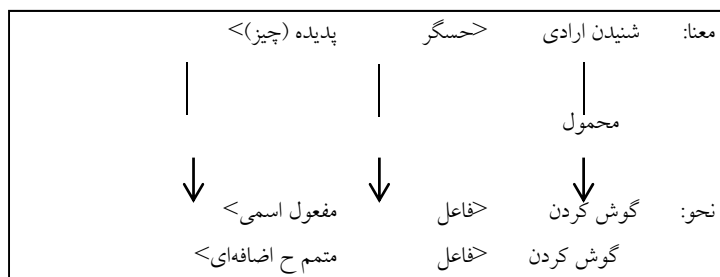 معنا: شنیدن ارادی <حسگر پدیده (چیز)>
محمول
نحو: گوش کردن <فاعل مفعول اسمی>
گوش کردن <فاعل متمم ح اضافه‌ای>